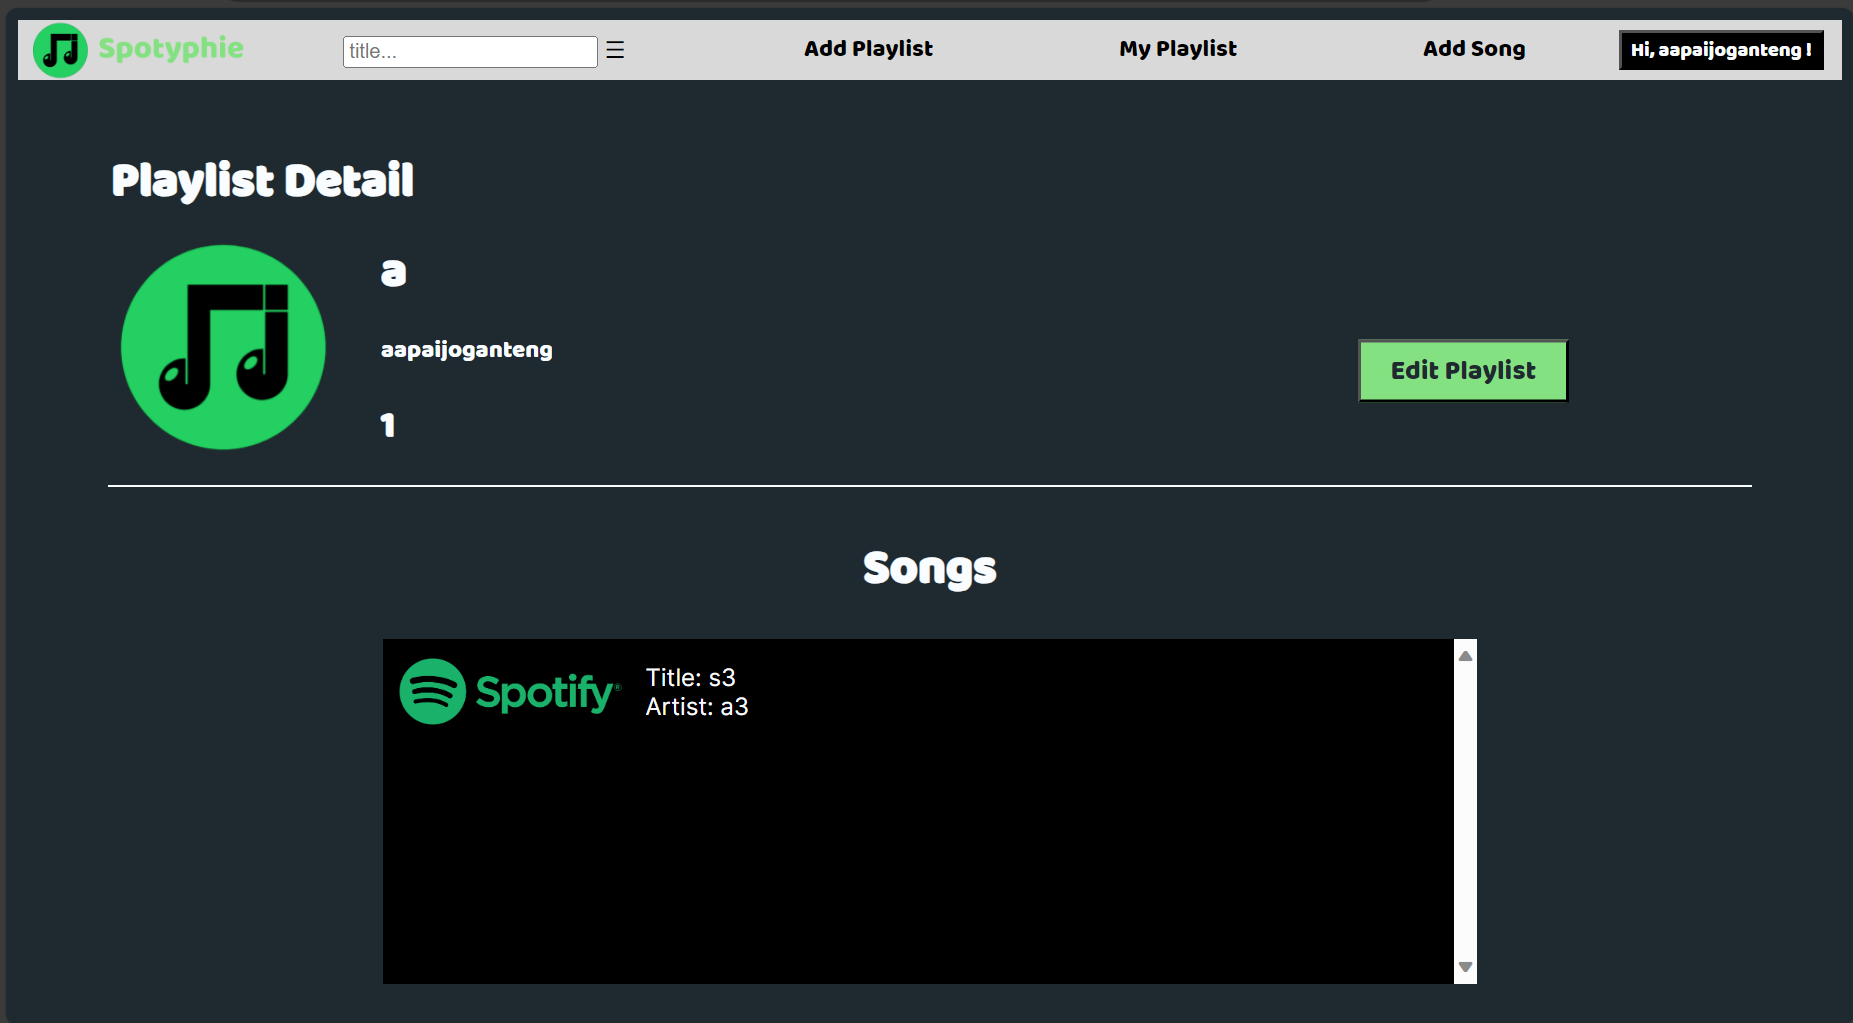 Spotyphie
title...
Add Playlist
My Playlist
Add Song
Hi, aapaijoganteng !
Playlist Detail
a
aapaijoganteng
1
Edit Playlist
Songs
Spotify®
Title: s3
Artist: a3